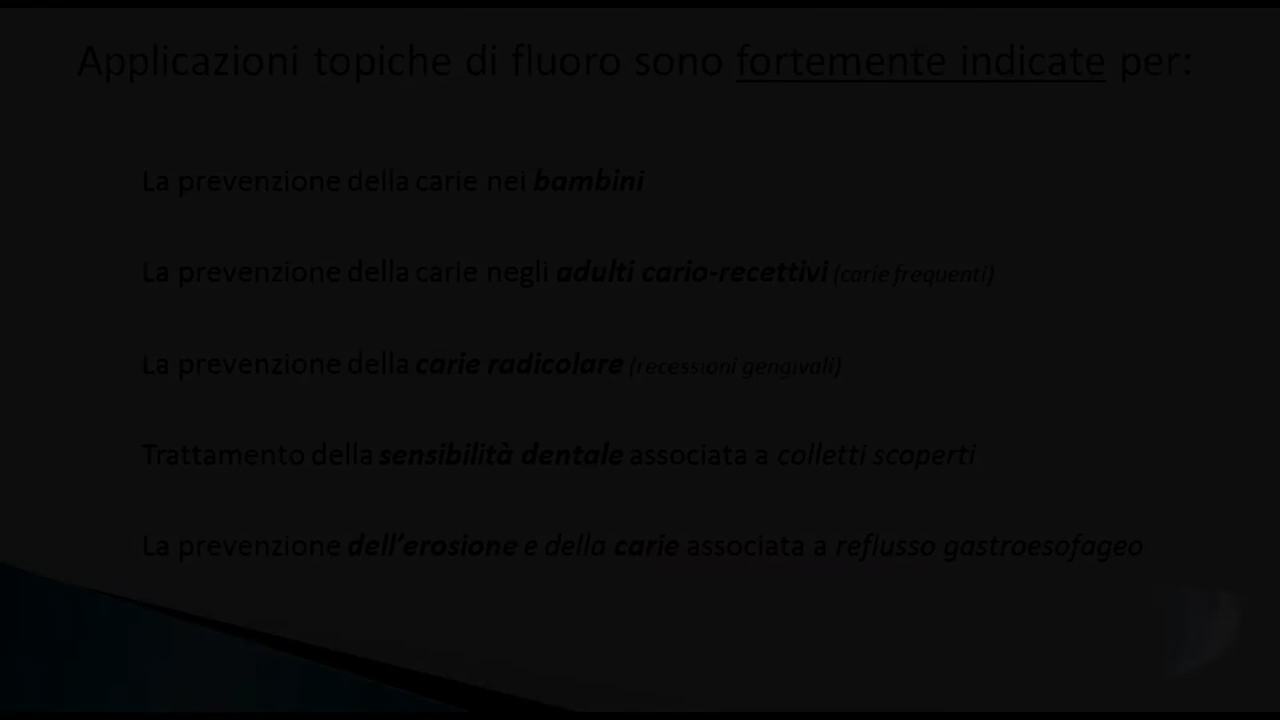 Applicazioni topiche di fluoro sono fortemente indicate per:
La prevenzione della carie nei bambini
La prevenzione della carie negli adulti cario-recettivi (carie frequenti)
La prevenzione della carie radicolare (recessioni gengivali)
Trattamento della sensibilità dentale associata a colletti scoperti
La prevenzione dell'erosione e della carie associata a reflusso gastroesofageo